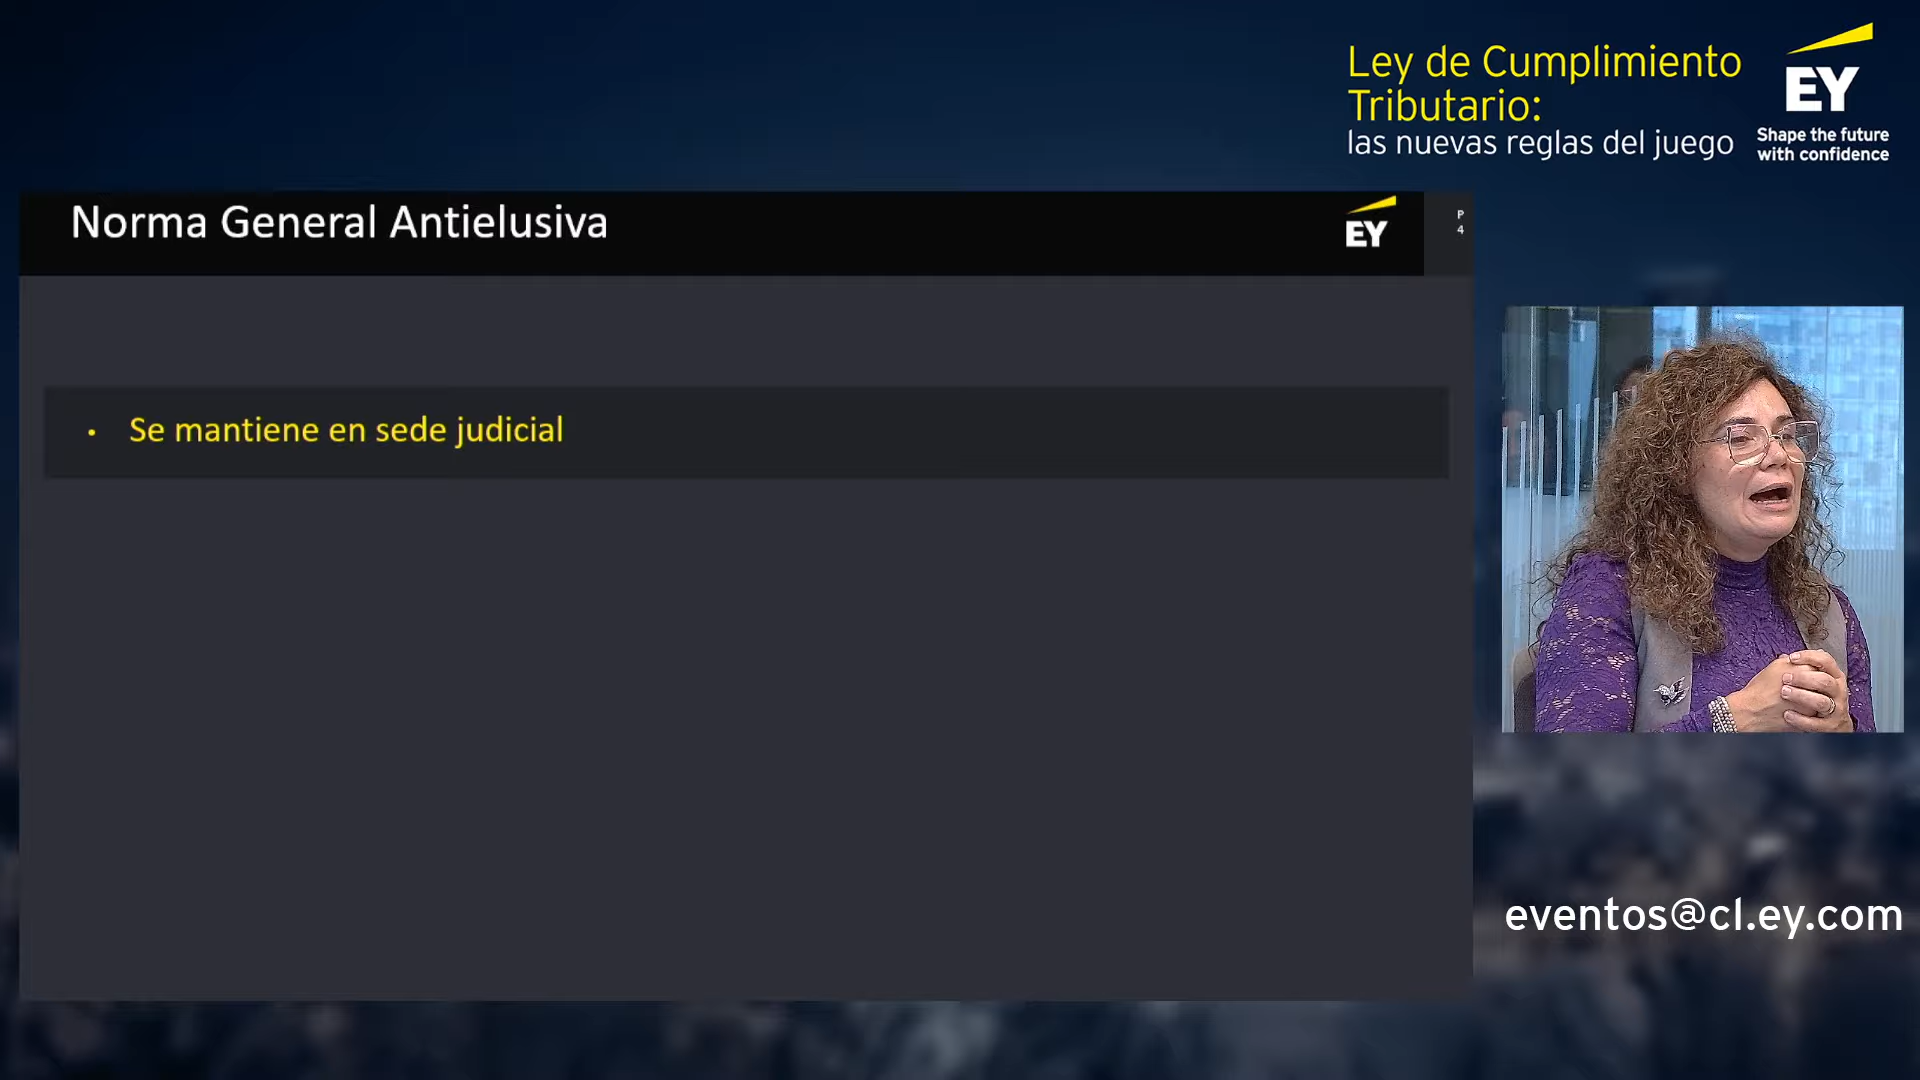 Ley de Cumplimiento
Tributario:
las nuevas reglas del juego
EY
Shape the future
with confidence
Norma General Antielusiva
EY
P
4
• Se mantiene en sede judicial
eventos@cl.ey.com